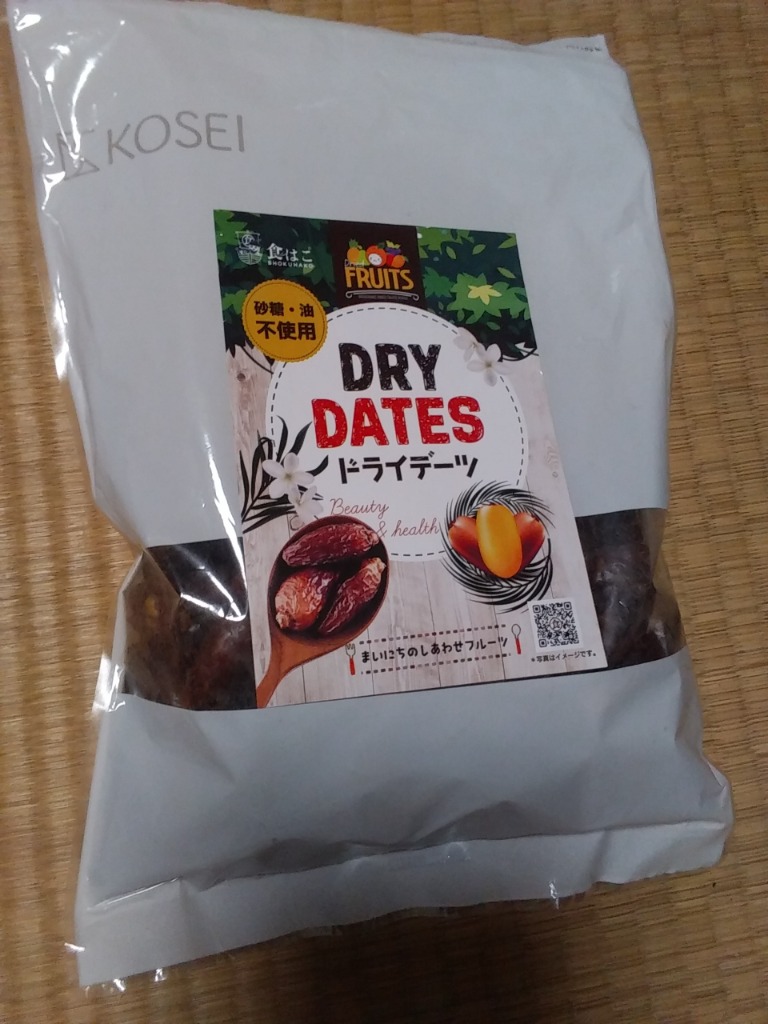 KOSEI
食はこ
SHOKUHAKO
FRUITS
砂糖・油
不使用
DRY
DATES
ドライデーツ
Beauty
& health
まいにちのしあわせフルーツ
*写真はイメージです。